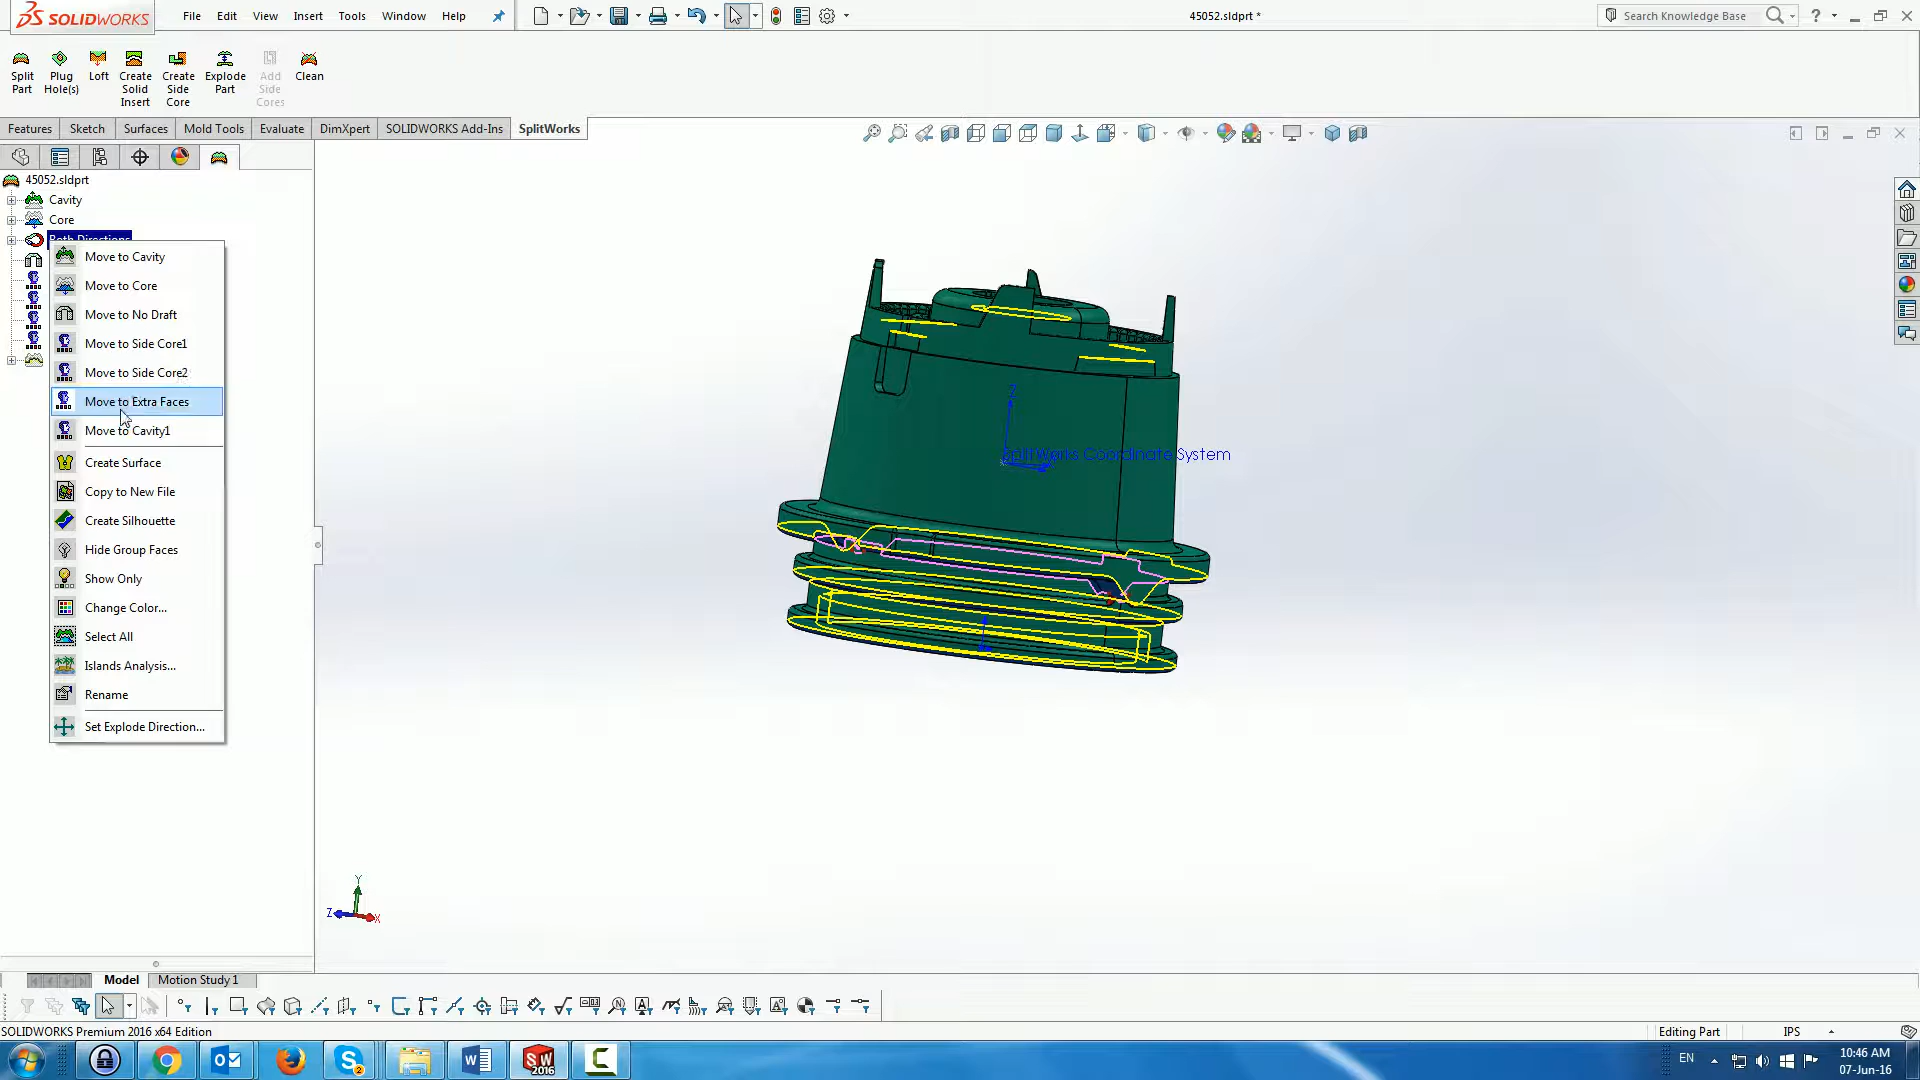 SOLIDWORKS
File Edit View Insert Tools Window Help
45052.sldprt *
Search Knowledge Base
Split Part
Plug Hole(s)
Loft
Create Solid Insert
Create Side Core
Explode Part
Add Side Cores
Clean
Features Sketch Surfaces Mold Tools Evaluate DimXpert SOLIDWORKS Add-Ins SplitWorks
45052.sldprt
Cavity
Core
Both Directions
Move to Cavity
Move to Core
Move to No Draft
Move to Side Core1
Move to Side Core2
Move to Extra Faces
Move to Cavity1
Create Surface
Copy to New File
Create Silhouette
Hide Group Faces
Show Only
Change Color...
Select All
Islands Analysis...
Rename
Set Explode Direction...
SplitWorks Coordinate System
Y
Z
X
Model Motion Study 1
SOLIDWORKS Premium 2016 x64 Edition
Editing Part
IPS
EN
10:46 AM
07-Jun-16